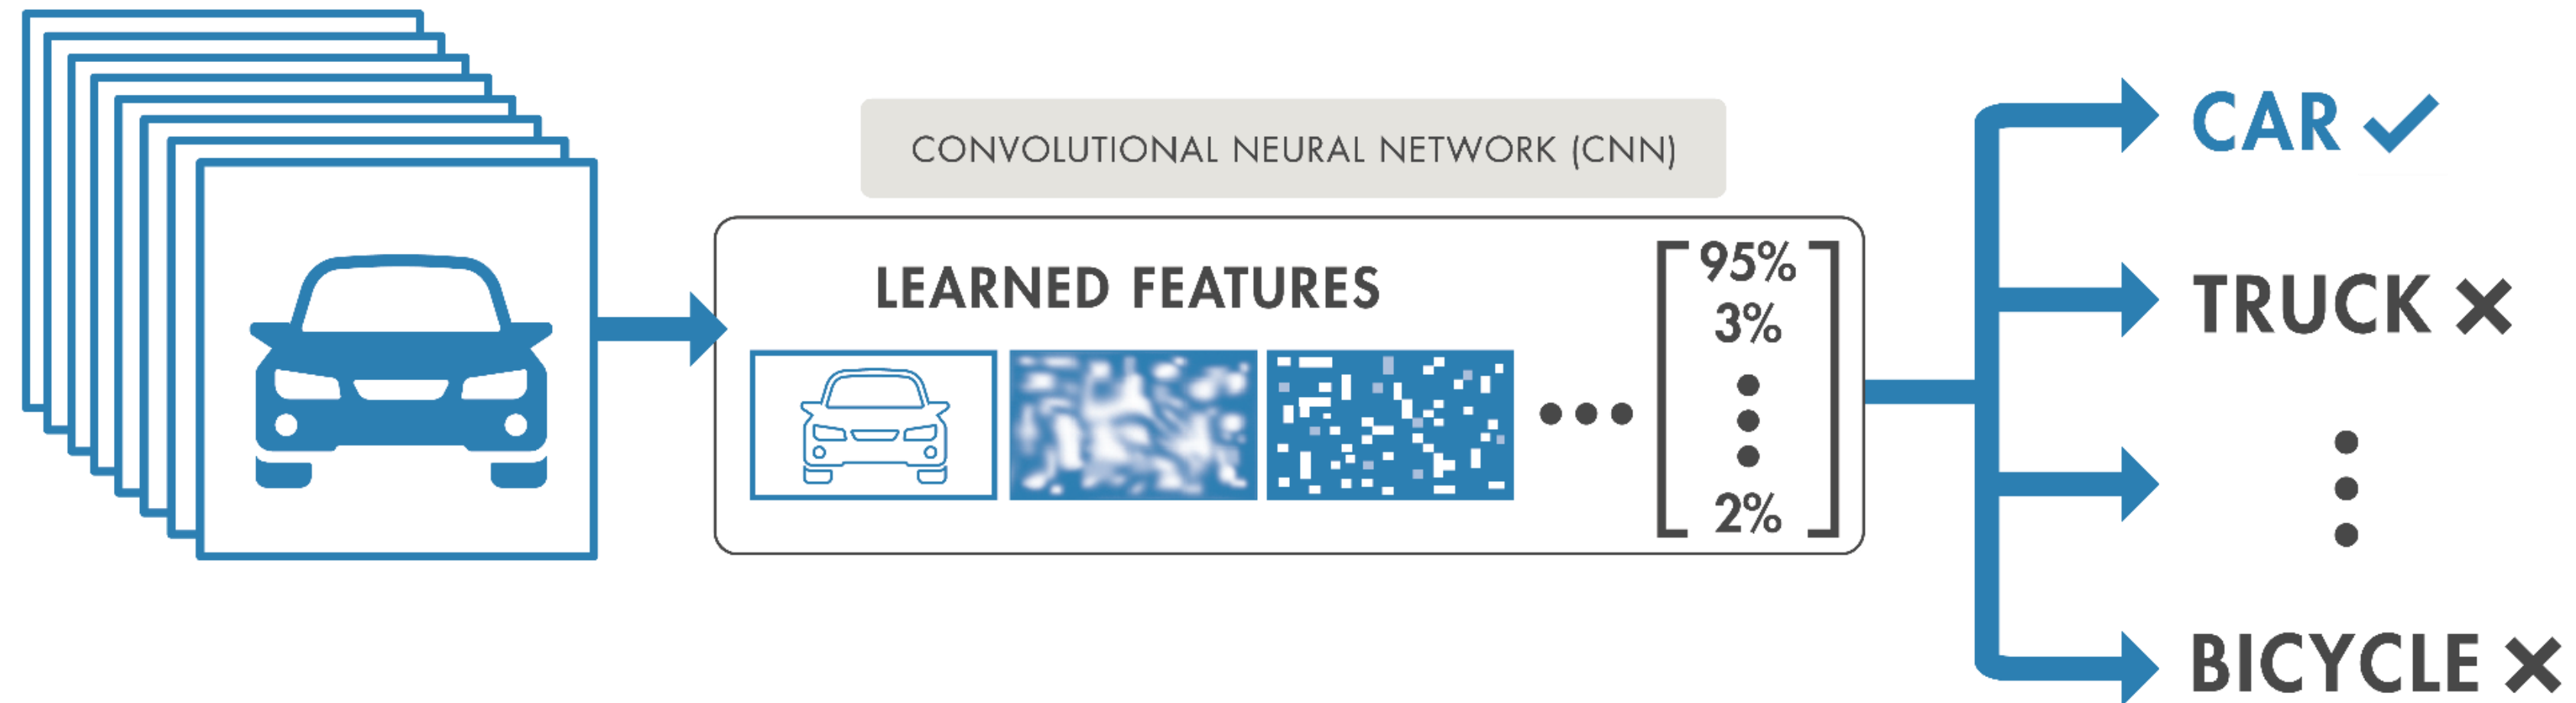 CONVOLUTIONAL NEURAL NETWORK (CNN)
LEARNED FEATURES
95%
3%
2%
CAR
TRUCK
BICYCLE